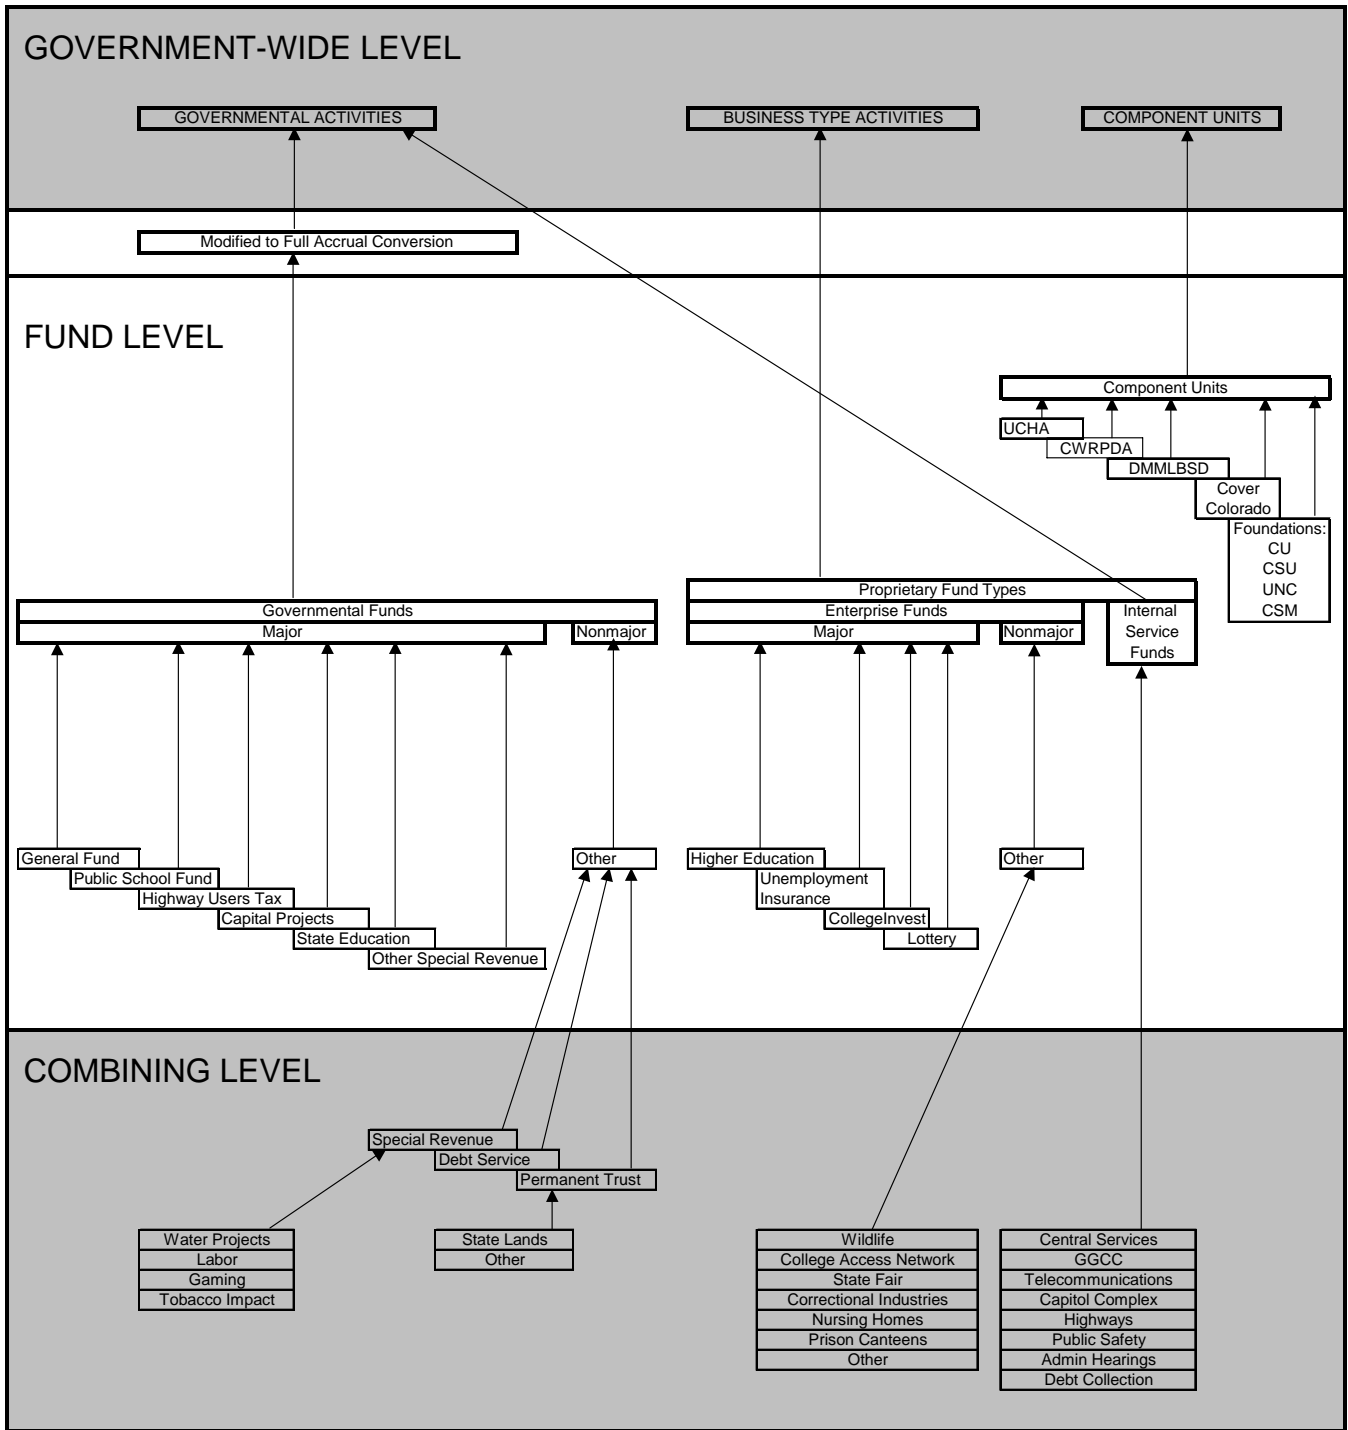 GOVERNMENT-WIDE LEVEL
GOVERNMENTAL ACTIVITIES
BUSINESS TYPE ACTIVITIES
COMPONENT UNITS
Modified to Full Accrual Conversion
FUND LEVEL
Component Units
UCHA
CWRPDA
DMMLBSD
Cover
Colorado
Foundations:
CU
CSU
UNC
CSM
Governmental Funds
Major
Nonmajor
Proprietary Fund Types
Enterprise Funds
Major
Nonmajor
Internal
Service
Funds
General Fund
Public School Fund
Highway Users Tax
Capital Projects
State Education
Other Special Revenue
Other
Higher Education
Unemployment
Insurance
CollegeInvest
Lottery
Other
COMBINING LEVEL
Special Revenue
Debt Service
Permanent Trust
Water Projects
Labor
Gaming
Tobacco Impact
State Lands
Other
Wildlife
College Access Network
State Fair
Correctional Industries
Nursing Homes
Prison Canteens
Other
Central Services
GGCC
Telecommunications
Capitol Complex
Highways
Public Safety
Admin Hearings
Debt Collection